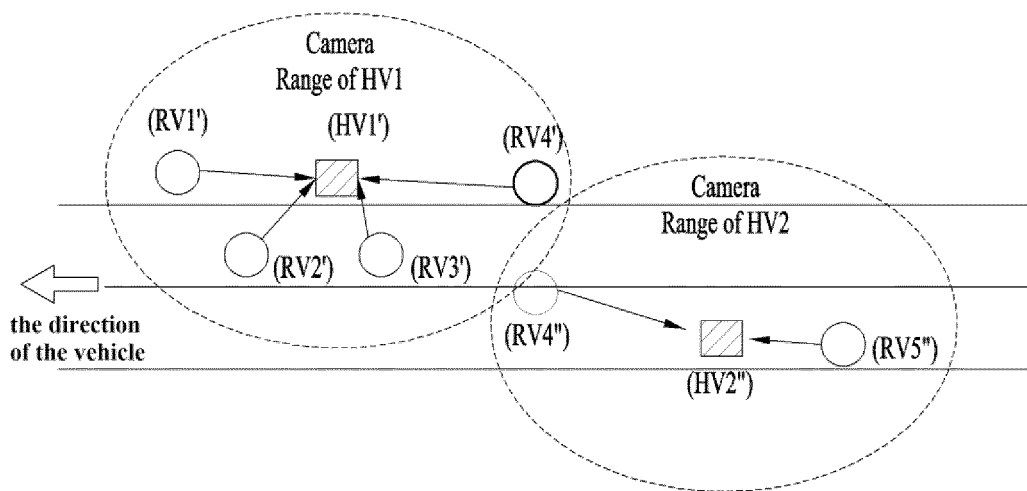 Camera
Range of HV1
(RV1')
(HV1')
(RV4')
Camera
Range of HV2
(RV2')
(RV3')
the direction
of the vehicle
(RV4")
(RV5")
(HV2")